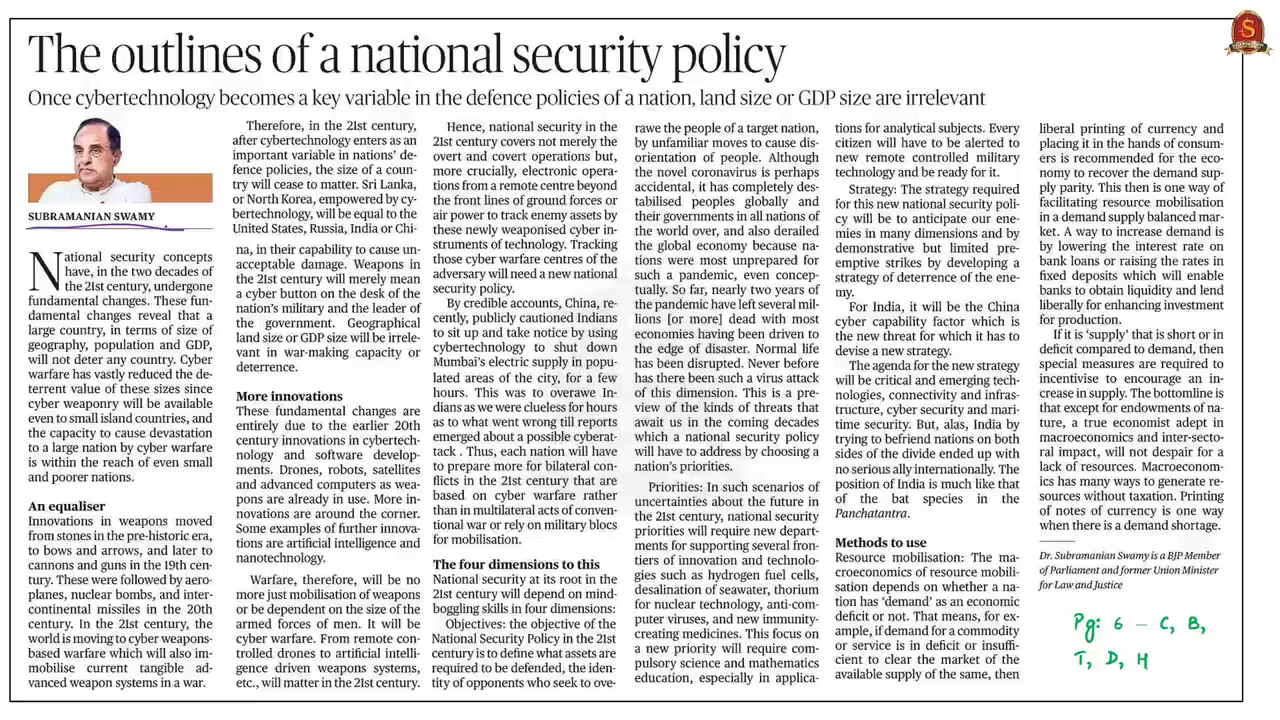 The outlines of a national security policy
Once cybertechnology becomes a key variable in the defence policies of a nation, land size or GDP size are irrelevant
S
SUBRAMANIAN SWAMY
National security concepts
have, in the two decades of
the 21st century, undergone
fundamental changes. These fun-
damental changes reveal that a
large country, in terms of size of
geography, population and GDP,
will not deter any country. Cyber
warfare has vastly reduced the de-
terrent value of these sizes since
cyber weaponry will be available
even to small island countries, and
the capacity to cause devastation
to a large nation by cyber warfare
is within the reach of even small
and poorer nations.
An equaliser
Innovations in weapons moved
from stones in the pre-historic era,
to bows and arrows, and later to
cannons and guns in the 19th cen-
tury. These were followed by aero-
planes, nuclear bombs, and inter-
continental missiles in the 20th
century. In the 21st century, the
world is moving to cyber weapons-
based warfare which will also im-
mobilise current tangible ad-
vanced weapon systems in a war.
Therefore, in the 21st century,
after cybertechnology enters as an
important variable in nations' de-
fence policies, the size of a coun-
try will cease to matter. Sri Lanka,
or North Korea, empowered by cy-
bertechnology, will be equal to the
United States, Russia, India or Chi-
na, in their capability to cause un-
acceptable damage. Weapons in
the 21st century will merely mean
a cyber button on the desk of the
nation's military and the leader of
the government. Geographical
land size or GDP size will be irrele-
vant in war-making capacity or
deterrence.
More innovations
These fundamental changes are
entirely due to the earlier 20th
century innovations in cybertech-
nology and software develop-
ments. Drones, robots, satellites
and advanced computers as wea-
pons are already in use. More in-
novations are around the corner.
Some examples of further innova-
tions are artificial intelligence and
nanotechnology.
Warfare, therefore, will be no
more just mobilisation of weapons
or be dependent on the size of the
armed forces of men. It will be
cyber warfare. From remote con-
trolled drones to artificial intelli-
gence driven weapons systems,
etc., will matter in the 21st century.
Hence, national security in the
21st century covers not merely the
overt and covert operations but,
more crucially, electronic opera-
tions from a remote centre beyond
the front lines of ground forces or
air power to track enemy assets by
these newly weaponised cyber in-
struments of technology. Tracking
those cyber warfare centres of the
adversary will need a new national
security policy.
By credible accounts, China, re-
cently, publicly cautioned Indians
to sit up and take notice by using
cybertechnology to shut down
Mumbai's electric supply in popu-
lated areas of the city, for a few
hours. This was to overawe In-
dians as we were clueless for hours
as to what went wrong till reports
emerged about a possible cyberat-
tack . Thus, each nation will have
to prepare more for bilateral con-
flicts in the 21st century that are
based on cyber warfare rather
than in multilateral acts of conven-
tional war or rely on military blocs
for mobilisation.
The four dimensions to this
National security at its root in the
21st century will depend on mind-
boggling skills in four dimensions:
Objectives: the objective of the
National Security Policy in the 21st
century is to define what assets are
required to be defended, the iden-
tity of opponents who seek to ove-
rawe the people of a target nation,
by unfamiliar moves to cause dis-
orientation of people. Although
the novel coronavirus is perhaps
accidental, it has completely des-
tabilised peoples globally and
their governments in all nations of
the world over, and also derailed
the global economy because na-
tions were most unprepared for
such a pandemic, even concep-
tually. So far, nearly two years of
the pandemic have left several mil-
lions [or more] dead with most
economies having been driven to
the edge of disaster. Normal life
has been disrupted. Never before
has there been such a virus attack
of this dimension. This is a pre-
view of the kinds of threats that
await us in the coming decades
which a national security policy
will have to address by choosing a
nation's priorities.
Priorities: In such scenarios of
uncertainties about the future in
the 21st century, national security
priorities will require new depart-
ments for supporting several fron-
tiers of innovation and technolo-
gies such as hydrogen fuel cells,
desalination of seawater, thorium
for nuclear technology, anti-com-
puter viruses, and new immunity-
creating medicines. This focus on
a new priority will require com-
pulsory science and mathematics
education, especially in applica-
tions for analytical subjects. Every
citizen will have to be alerted to
new remote controlled military
technology and be ready for it.
Strategy: The strategy required
for this new national security poli-
cy will be to anticipate our ene-
mies in many dimensions and by
demonstrative but limited pre-
emptive strikes by developing a
strategy of deterrence of the ene-
my.
For India, it will be the China
cyber capability factor which is
the new threat for which it has to
devise a new strategy.
The agenda for the new strategy
will be critical and emerging tech-
nologies, connectivity and infras-
tructure, cyber security and mari-
time security. But, alas, India by
trying to befriend nations on both
sides of the divide ended up with
no serious ally internationally. The
position of India is much like that
of the bat species in the
Panchatantra.
Methods to use
Resource mobilisation: The ma-
croeconomics of resource mobili-
sation depends on whether a na-
tion has 'demand' as an economic
deficit or not. That means, for ex-
ample, if demand for a commodity
or service is in deficit or insuffi-
cient to clear the market of the
available supply of the same, then
liberal printing of currency and
placing it in the hands of consum-
ers is recommended for the eco-
nomy to recover the demand sup-
ply parity. This then is one way of
facilitating resource mobilisation
in a demand supply balanced mar-
ket. A way to increase demand is
by lowering the interest rate on
bank loans or raising the rates in
fixed deposits which will enable
banks to obtain liquidity and lend
liberally for enhancing investment
for production.
If it is 'supply' that is short or in
deficit compared to demand, then
special measures are required to
incentivise to encourage an in-
crease in supply. The bottomline is
that except for endowments of na-
ture, a true economist adept in
macroeconomics and inter-secto-
ral impact, will not despair for a
lack of resources. Macroeconom-
ics has many ways to generate re-
sources without taxation. Printing
of notes of currency is one way
when there is a demand shortage.
Dr. Subramanian Swamy is a BJP Member
of Parliament and former Union Minister
for Law and Justice
Pg: 6 – C, B,
T, D, H